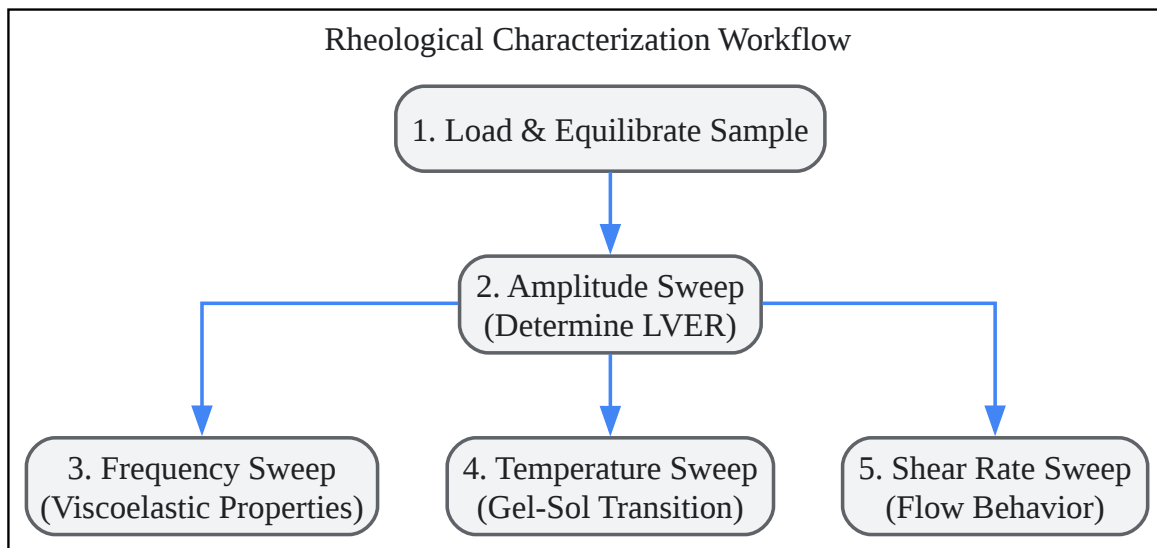 Rheological Characterization Workflow
1. Load & Equilibrate Sample
2. Amplitude Sweep
(Determine LVER)
3. Frequency Sweep
(Viscoelastic Properties)
4. Temperature Sweep
(Gel-Sol Transition)
5. Shear Rate Sweep
(Flow Behavior)